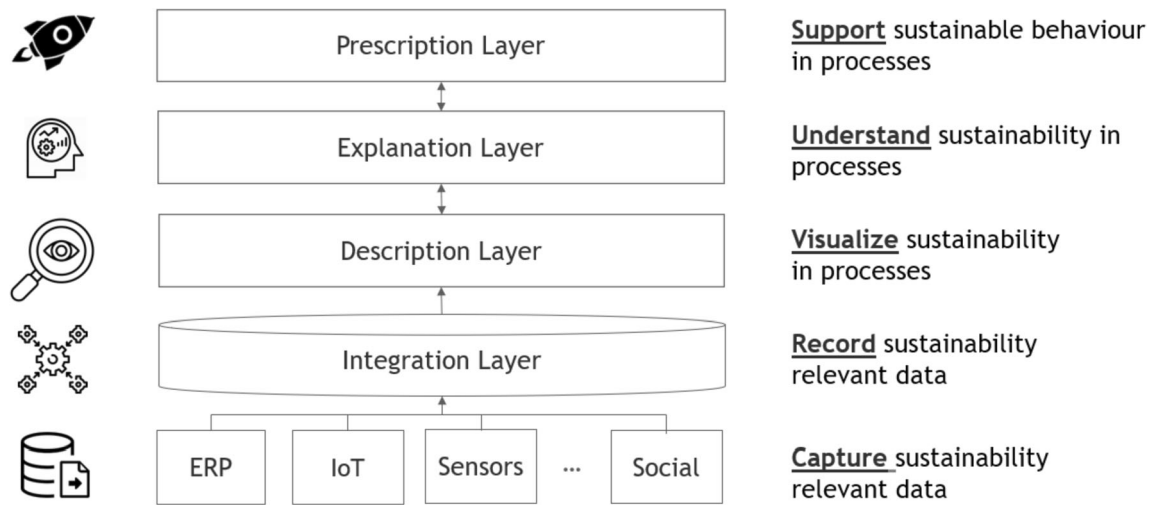 Prescription Layer
Support sustainable behaviour
in processes
Explanation Layer
Understand sustainability in
processes
Description Layer
Visualize sustainability
in processes
Integration Layer
Record sustainability
relevant data
ERP
IoT
Sensors
...
Social
Capture sustainability
relevant data